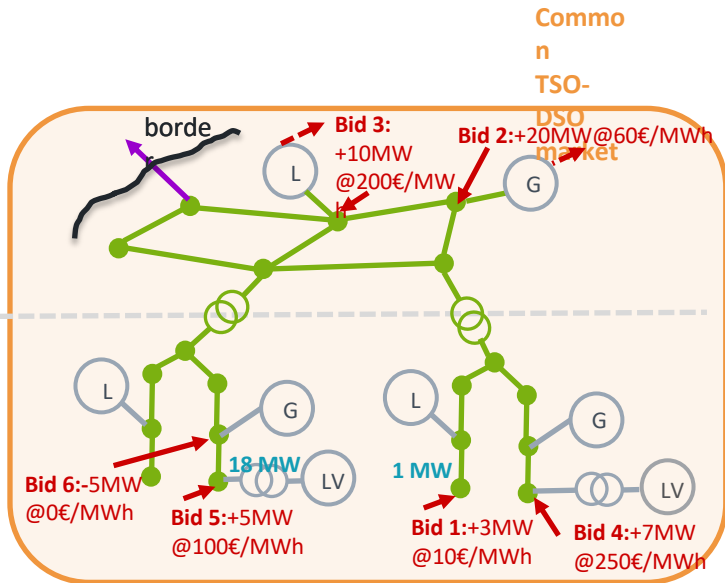 Commo
n
TSO-
DSO
market
borde
r
Bid 3:
+10MW
@200€/MW
h
Bid 2:+20MW@60€/MWh
L
G
L
G
18 MW
LV
Bid 6:-5MW
@0€/MWh
Bid 5:+5MW
@100€/MWh
L
G
1 MW
LV
Bid 1:+3MW
@10€/MWh
Bid 4:+7MW
@250€/MWh